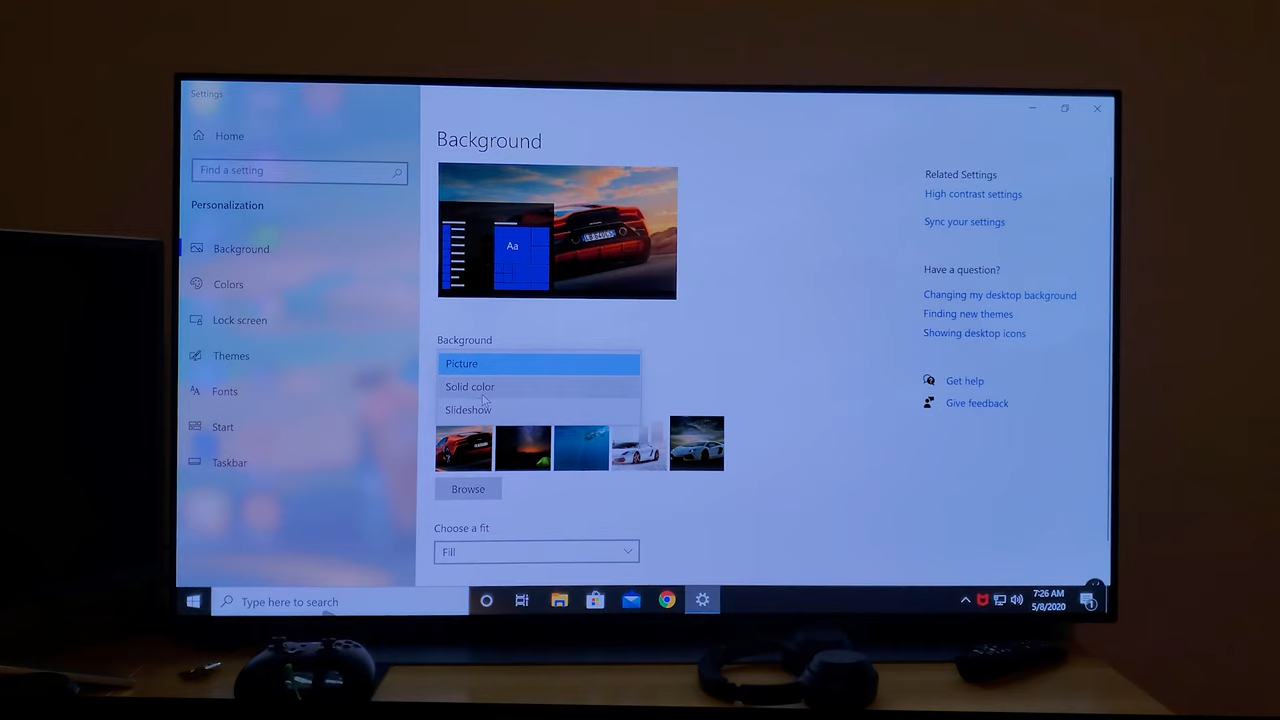 Settings
Home
Find a setting
Personalization
Background
Colors
Lock screen
Themes
Fonts
Start
Taskbar
Background
Aa
Background
Picture
Solid color
Slideshow
Browse
Choose a fit
Fill
Related Settings
High contrast settings
Sync your settings
Have a question?
Changing my desktop background
Finding new themes
Showing desktop icons
Get help
Give feedback
Type here to search
7:26 AM
5/8/2020
1